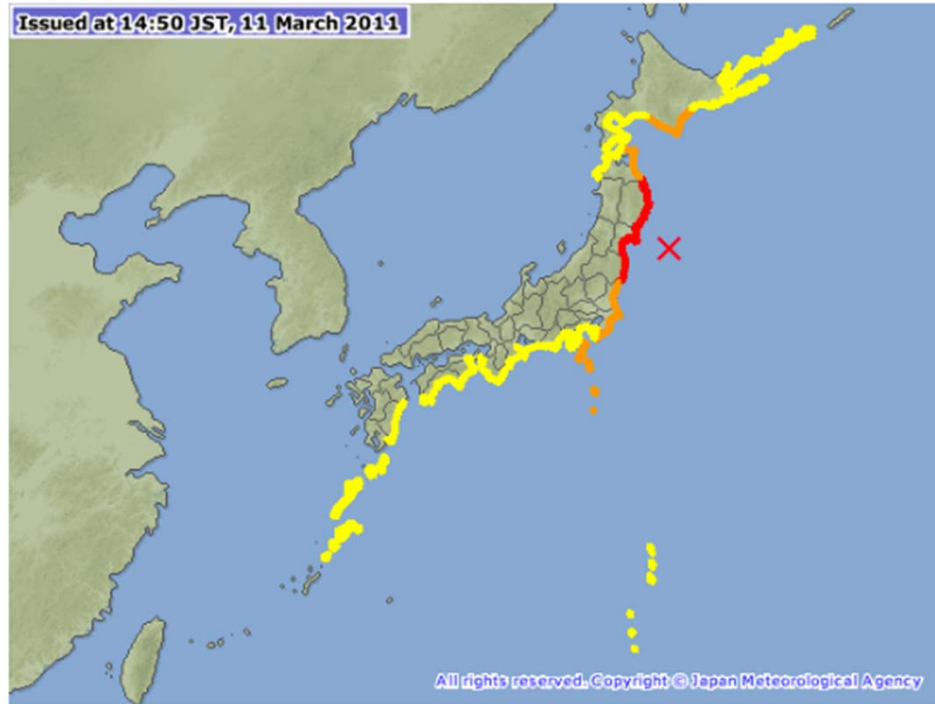 Issued at 14:50 JST, 11 March 2011
All rights reserved. Copyright © Japan Meteorological Agency